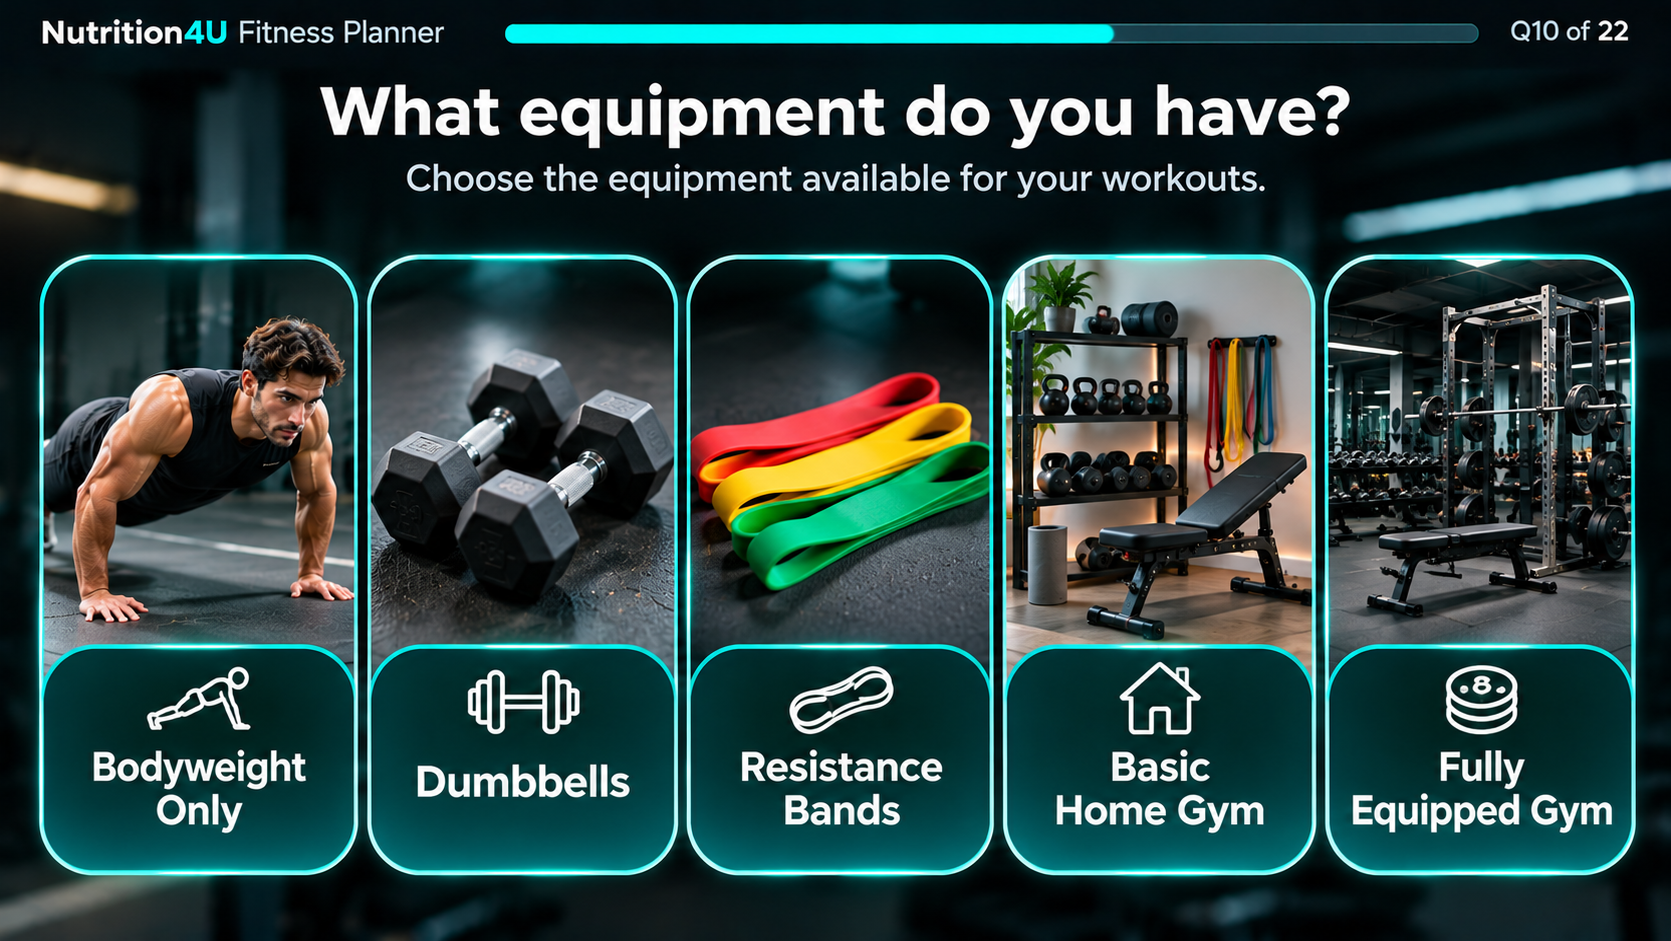 Nutrition4U Fitness Planner
Q10 of 22
What equipment do you have?
Choose the equipment available for your workouts.
Bodyweight
Only
Dumbbells
Resistance
Bands
Basic
Home Gym
8
Fully
Equipped Gym